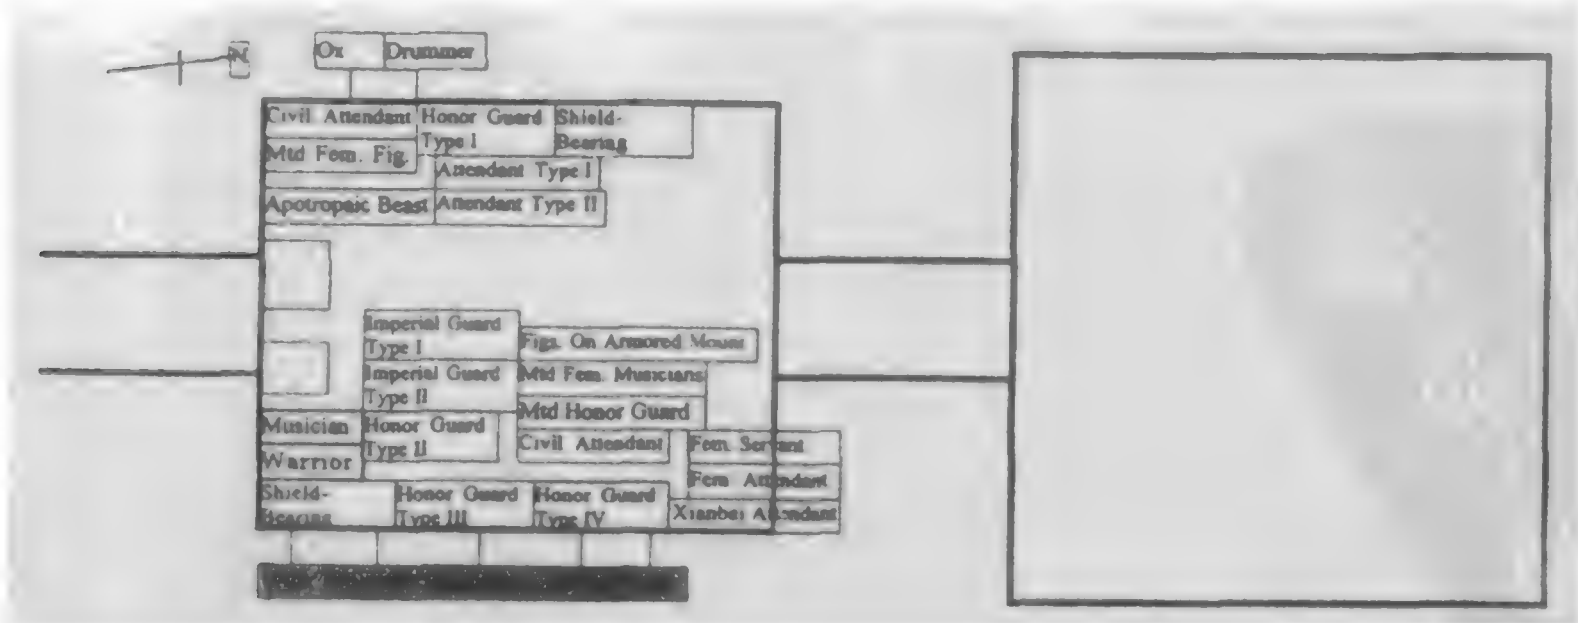 N
Ox
Drummer
Civil Attendant
Honor Guard
Type I
Shield-
Bearing
Mtd Fem. Fig.
Attendant Type I
Apotropaic Beast
Attendant Type II
Imperial Guard
Type I
Figs. On Armored Mount
Imperial Guard
Type II
Mtd Fem. Musicians
Mtd Honor Guard
Musician
Honor Guard
Type II
Civil Attendant
Fem. Servant
Warrior
Fem Attendant
Shield-
Bearing
Honor Guard
Type III
Honor Guard
Type IV
Xianbei Attendant